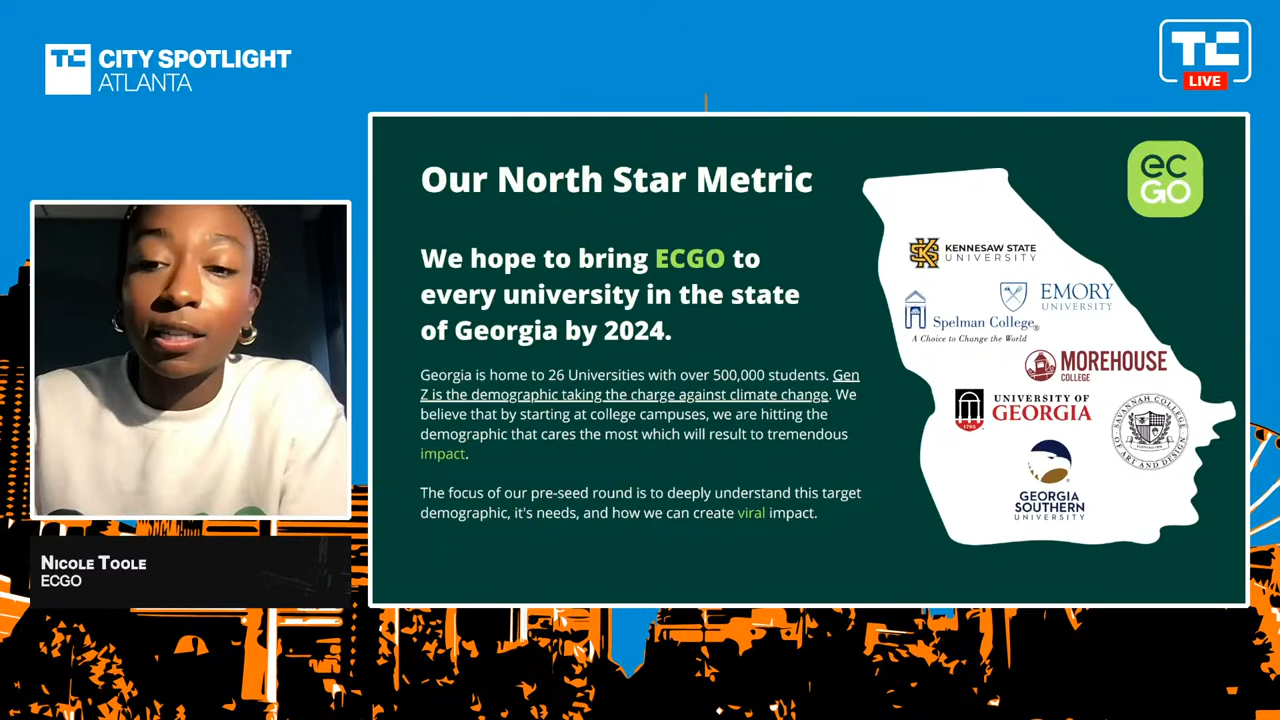 TC CITY SPOTLIGHT
ATLANTA
TC
LIVE
Our North Star Metric
ec
GO
We hope to bring ECGO to
every university in the state
of Georgia by 2024.
Georgia is home to 26 Universities with over 500,000 students. Gen
Z is the demographic taking the charge against climate change. We
believe that by starting at college campuses, we are hitting the
demographic that cares the most which will result to tremendous
impact.
The focus of our pre-seed round is to deeply understand this target
demographic, it's needs, and how we can create viral impact.
KS KENNESAW STATE
UNIVERSITY
EMORY
UNIVERSITY
Spelman College®
A Choice to Change the World
MOREHOUSE
COLLEGE
1785
UNIVERSITY OF
GEORGIA
SAVANNAH COLLEGE
OF ART AND DESIGN
GEORGIA
SOUTHERN
UNIVERSITY
NICOLE TOOLE
ECGO